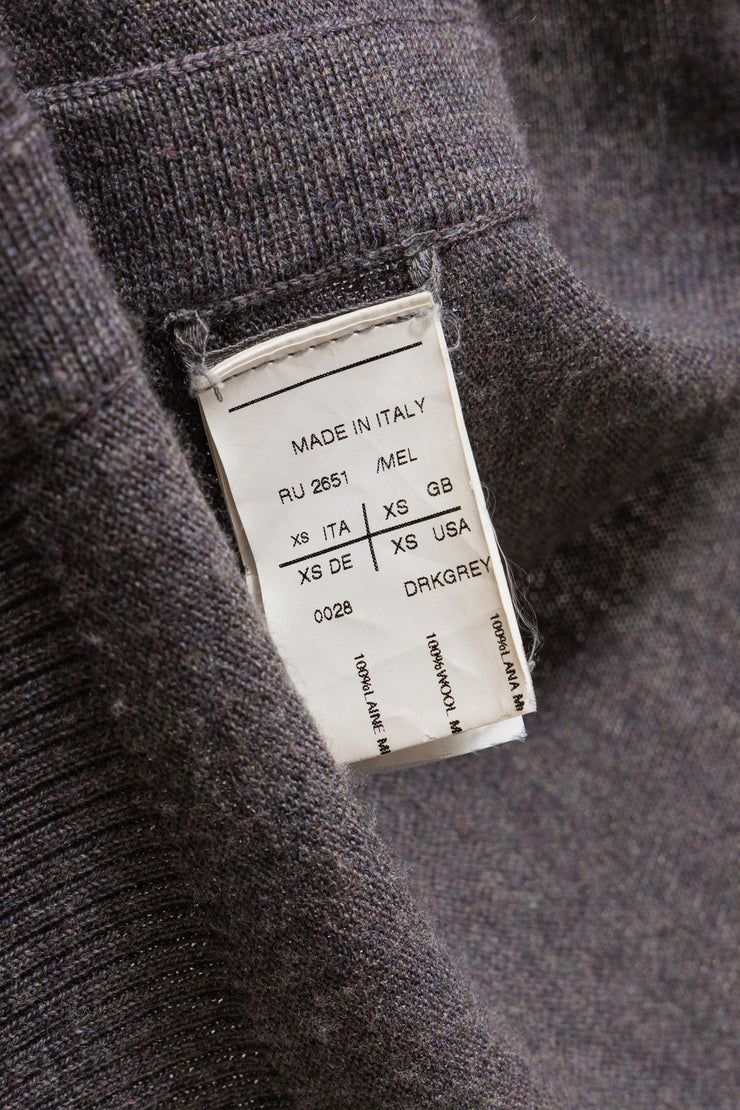 MADE IN ITALY
RU 2651 /MEL
XS ITA XS GB
XS DE XS USA
0028 DRKGREY
100%LAINE
100%WOOL
100%LANA